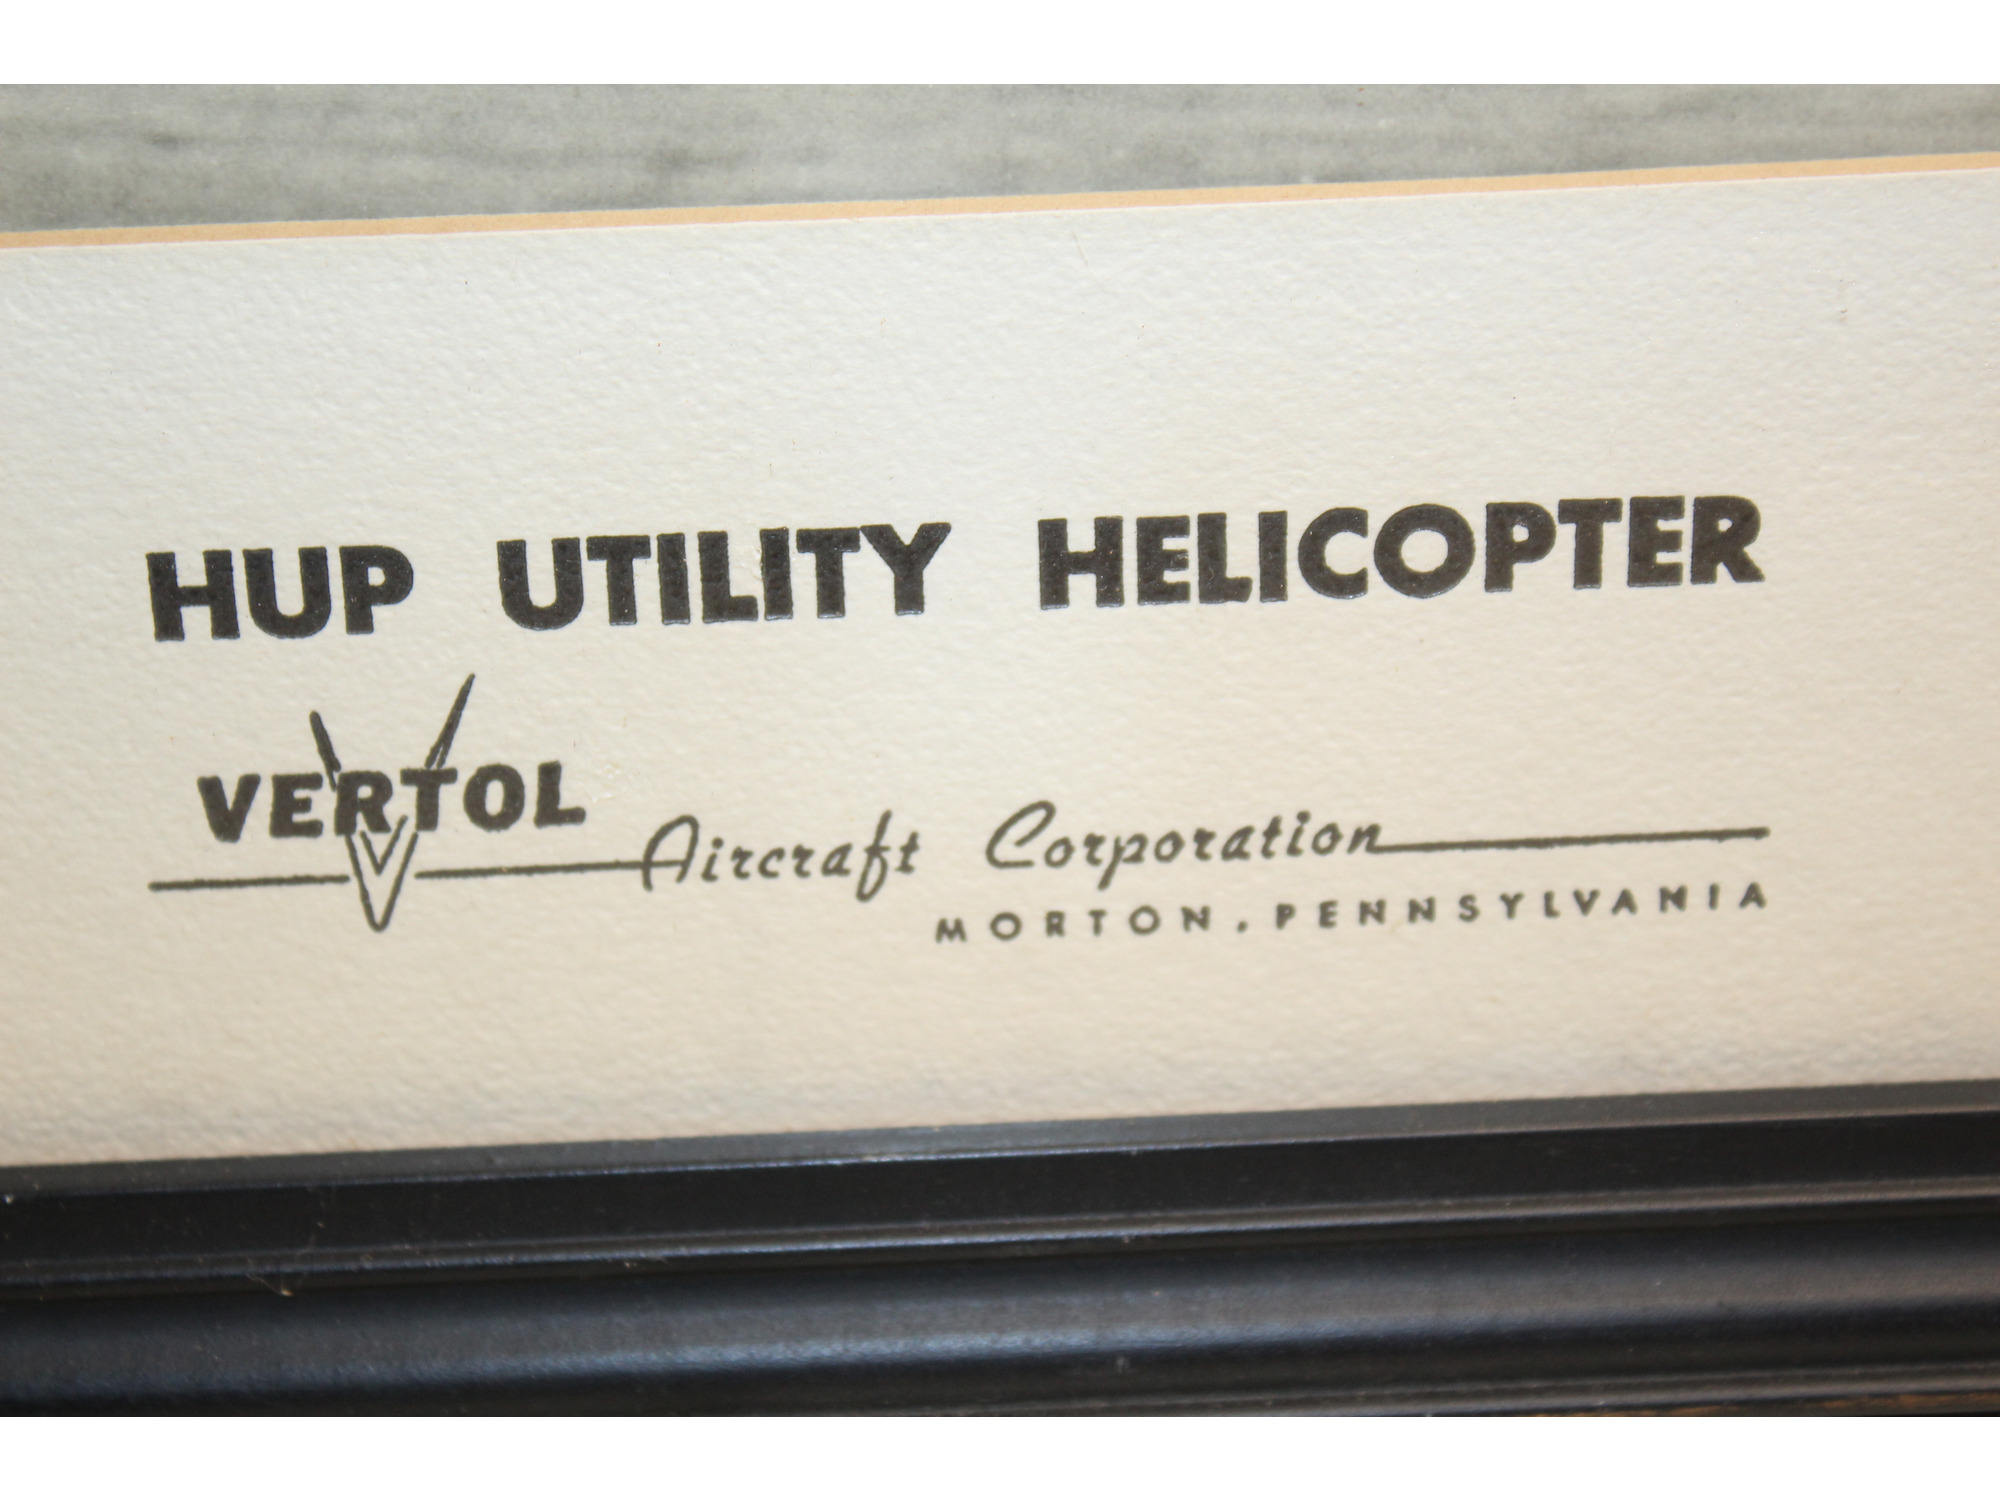 HUP UTILITY HELICOPTER
VERTOL Aircraft Corporation
MORTON, PENNSYLVANIA